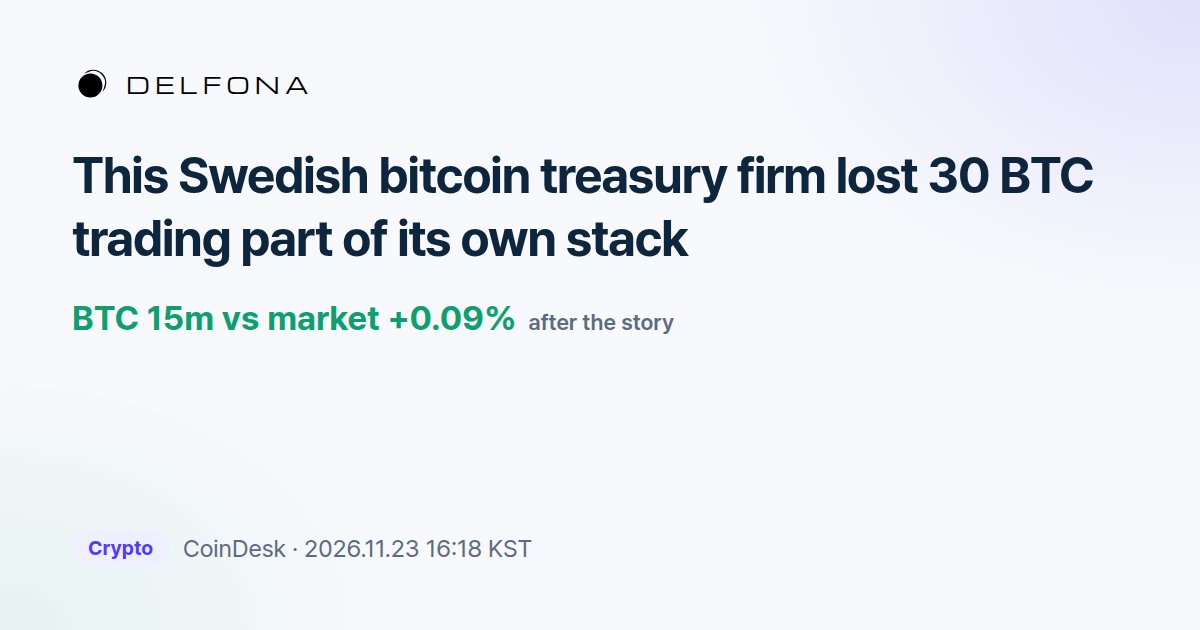 DELFONA
This Swedish bitcoin treasury firm lost 30 BTC
trading part of its own stack
BTC 15m vs market +0.09% after the story
Crypto CoinDesk · 2026.11.23 16:18 KST